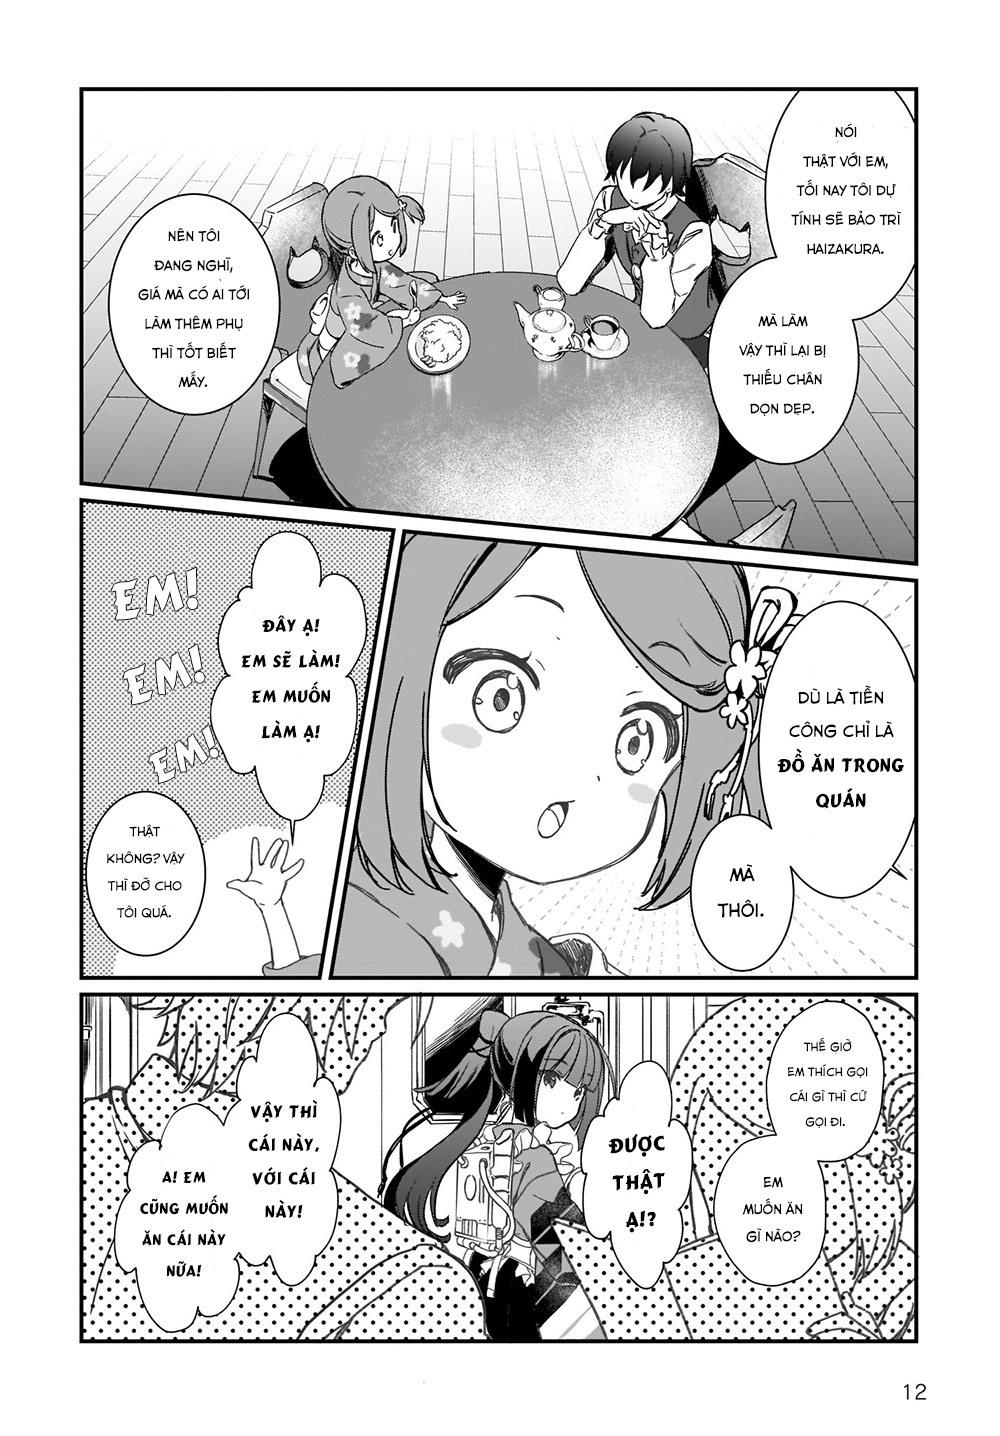 NÓI
THẬT VỚI EM,
TỐI NAY TÔI DỰ
TÍNH SẼ BẢO TRÌ
HAIZAKURA.
MÀ LÀM
VẬY THÌ LẠI BỊ
THIẾU CHÂN
DỌN DẸP.
NÊN TÔI
ĐANG NGHĨ,
GIÁ MÀ CÓ AI TỚI
LÀM THÊM PHỤ
THÌ TỐT BIẾT
MẤY.
DÙ LÀ TIỀN
CÔNG CHỈ LÀ
ĐỒ ĂN TRONG
QUÁN
MÀ
THÔI.
ĐÂY Ạ!
EM SẼ LÀM!
EM MUỐN
LÀM Ạ!
EM!
EM!
EM!
THẬT
KHÔNG? VẬY
THÌ ĐỠ CHO
TÔI QUÁ.
THẾ GIỜ
EM THÍCH GỌI
CÁI GÌ THÌ CỨ
GỌI ĐI.
EM
MUỐN ĂN
GÌ NÀO?
ĐƯỢC
THẬT
Ạ!?
VẬY THÌ
CÁI NÀY,
VỚI CÁI
NÀY!
A! EM
CŨNG MUỐN
ĂN CÁI NÀY
NỮA!
12